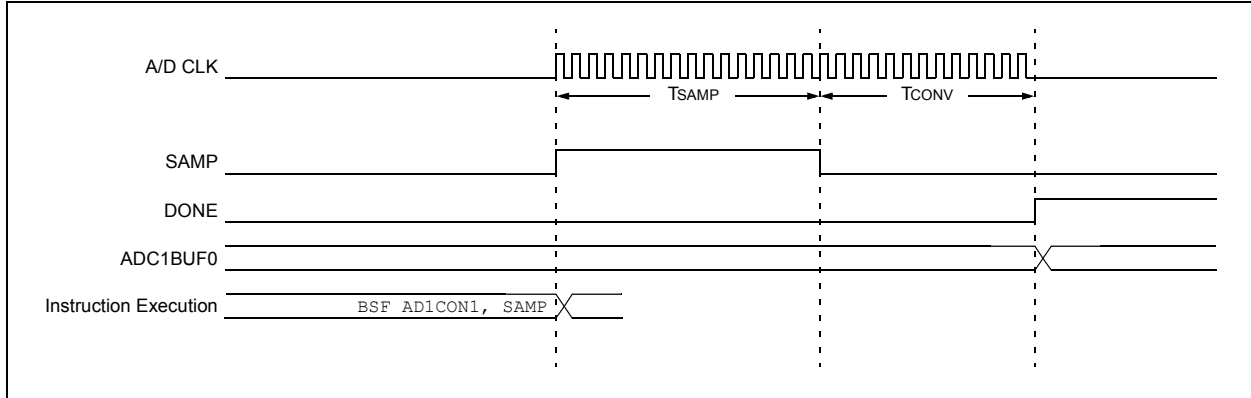 A/D CLK
TSAMP
TCONV
SAMP
DONE
ADC1BUF0
Instruction Execution
BSF AD1CON1, SAMP